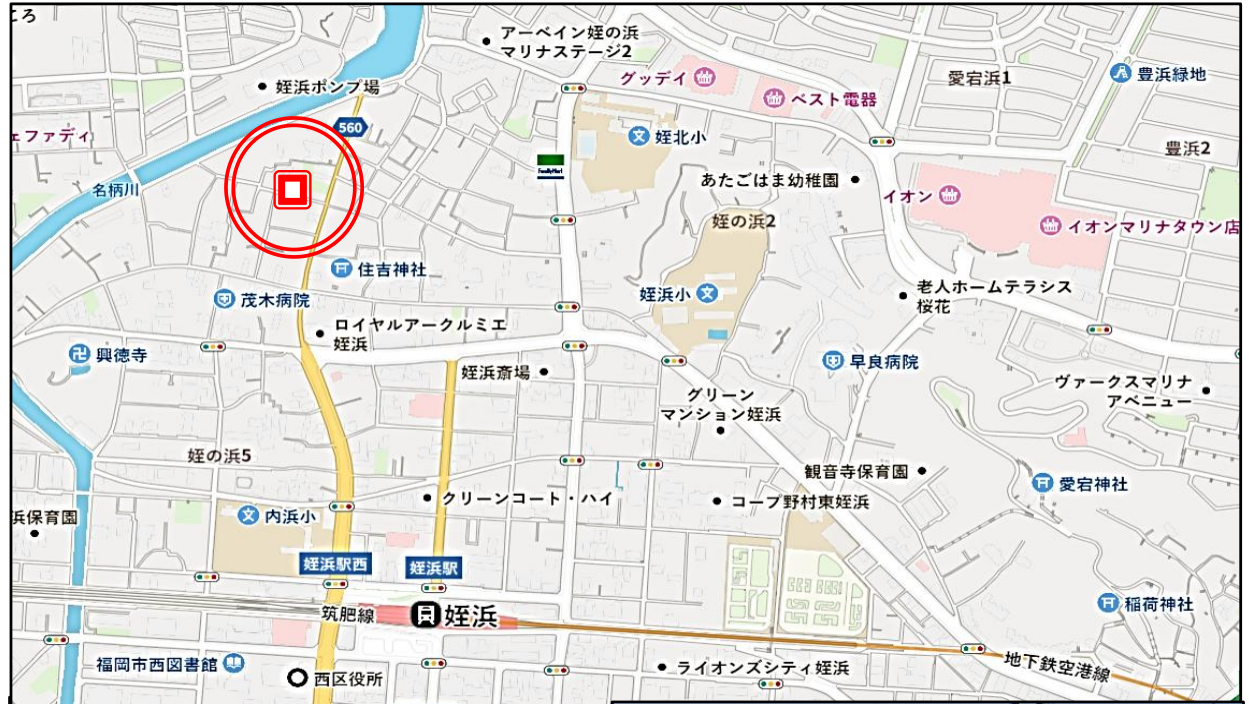 ころ
アーベイン姪の浜
マリナステージ2
グッデイ
ベスト電器
愛宕浜1
豊浜緑地
姪浜ポンプ場
560
ェファディ
姪北小
豊浜2
FamilyMart
あたごはま幼稚園
イオン
名柄川
姪の浜2
イオンマリナタウン店
住吉神社
茂木病院
姪浜小
老人ホームテラシス
桜花
ロイヤルアークルミエ
姪浜
興徳寺
姪浜斎場
早良病院
グリーン
マンション姪浜
ヴァークスマリナ
アベニュー
姪の浜5
観音寺保育園
愛宕神社
クリーンコート・ハイ
コープ野村東姪浜
内浜小
浜保育園
姪浜駅西
姪浜駅
筑肥線
姪浜
稲荷神社
福岡市西図書館
西区役所
ライオンズシティ姪浜
地下鉄空港線